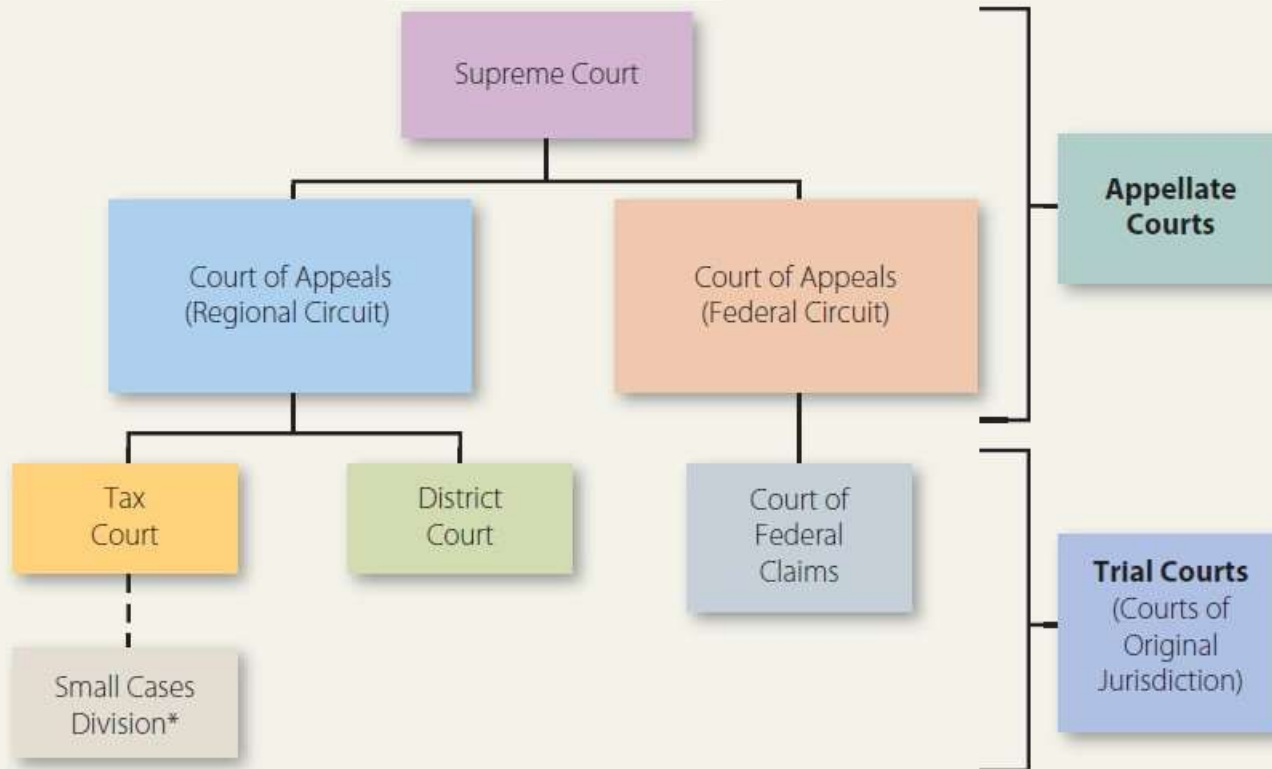 Supreme Court
Appellate
Courts
Court of Appeals
(Regional Circuit)
Court of Appeals
(Federal Circuit)
Tax
Court
District
Court
Court of
Federal
Claims
Trial Courts
(Courts of
Original
Jurisdiction)
Small Cases
Division*